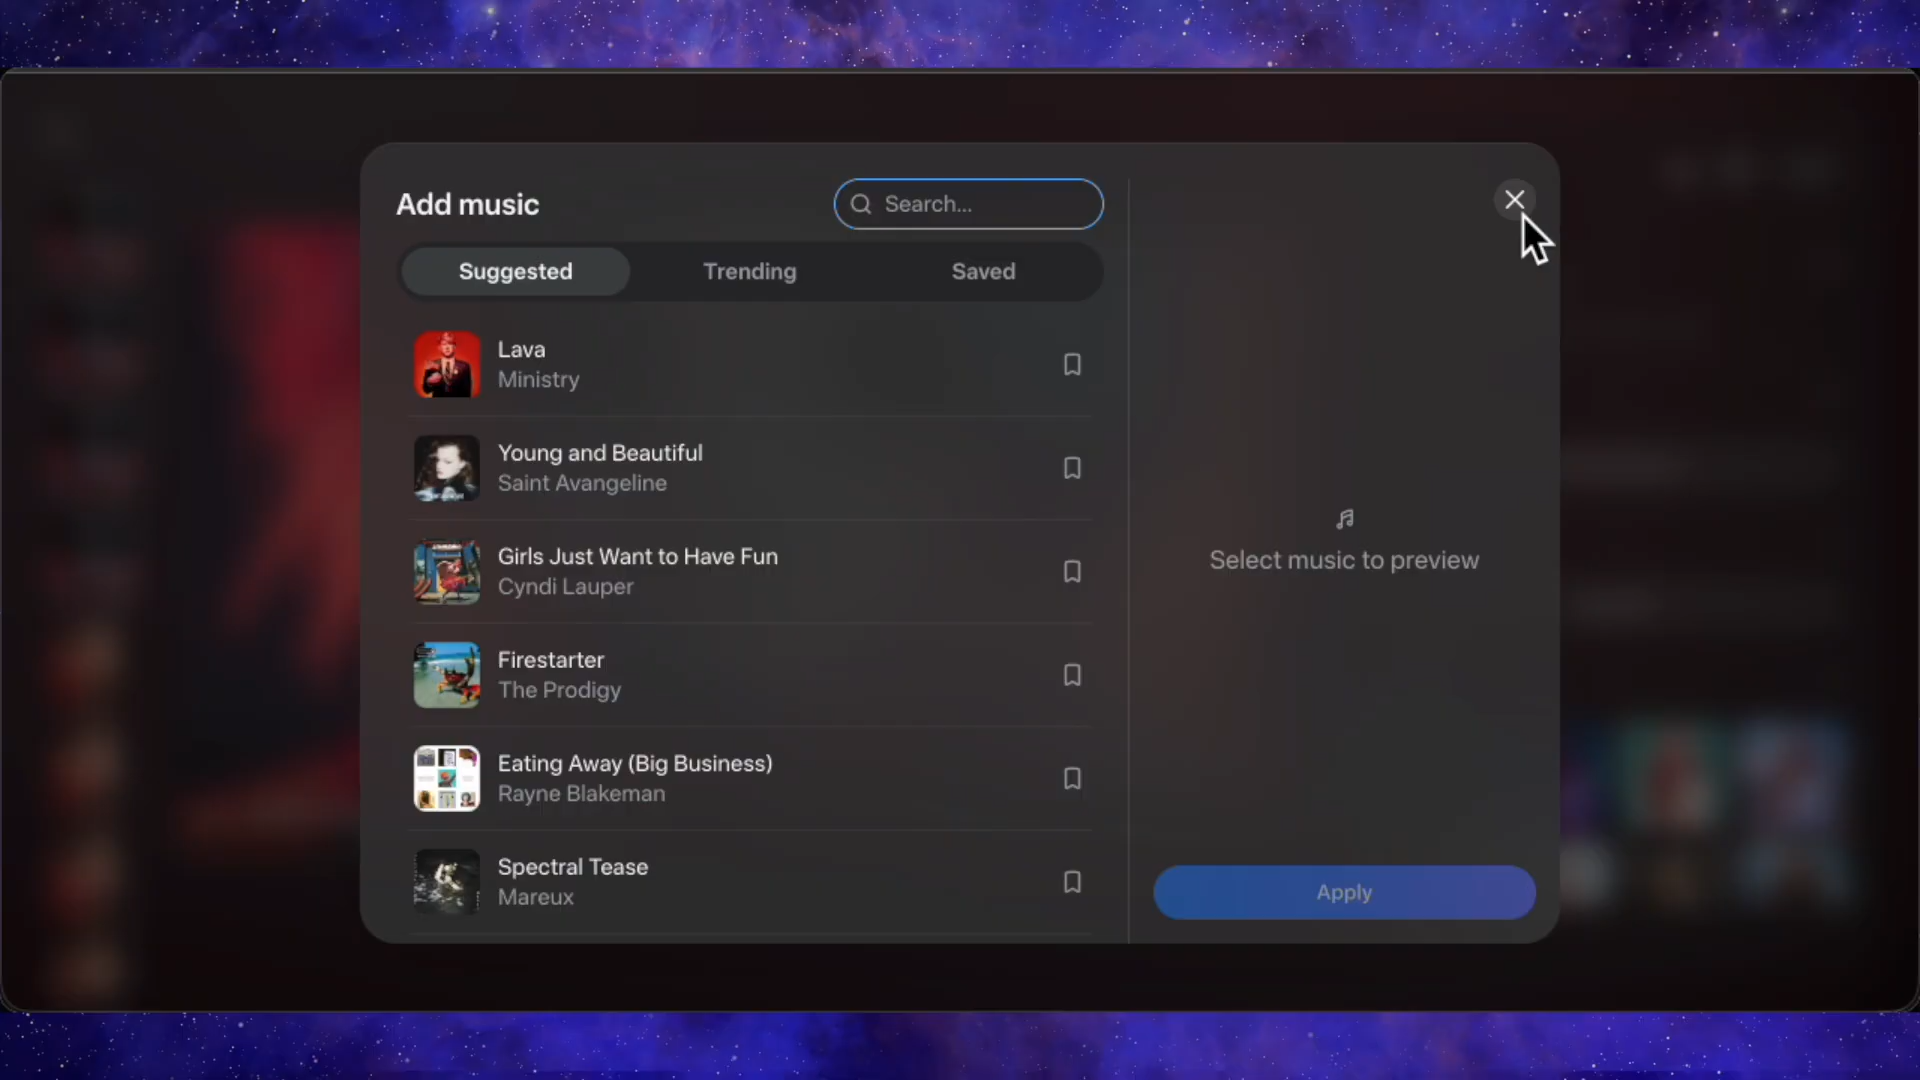 Add music
Search...
Suggested
Trending
Saved
Lava
Ministry
Young and Beautiful
Saint Avangeline
Girls Just Want to Have Fun
Cyndi Lauper
Firestarter
The Prodigy
Eating Away (Big Business)
Rayne Blakeman
Spectral Tease
Mareux
Select music to preview
Apply